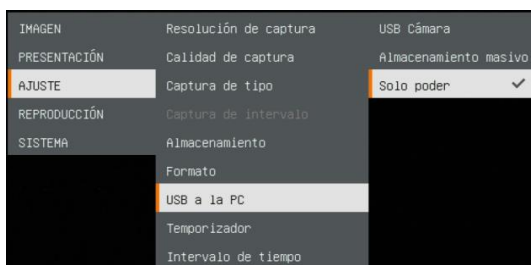 IMAGEN
PRESENTACIÓN
AJUSTE
REPRODUCCIÓN
SISTEMA
Resolución de captura
Calidad de captura
Captura de tipo
Captura de intervalo
Almacenamiento
Formato
USB a la PC
Temporizador
Intervalo de tiempo
USB Cámara
Almacenamiento masivo
Solo poder